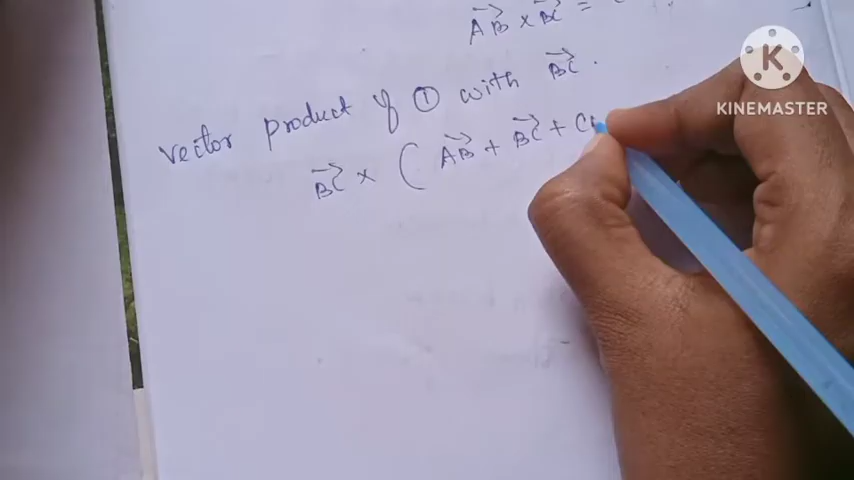 AB × BC =
KINEMASTER
vector product of ① with BC.
BC × ( AB + BC + C